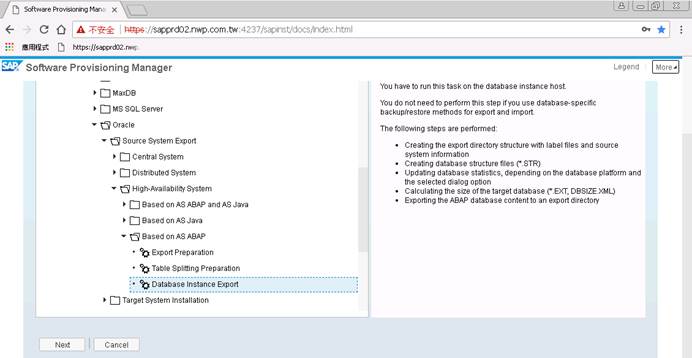 Software Provisioning Mana
不安全 https://sapprd02.nwp.com.tw:4237/sapinst/docs/index.html
應用程式 https://sapprd02.nwp.
SAP Software Provisioning Manager Legend More
MaxDB
MS SQL Server
Oracle
Source System Export
Central System
Distributed System
High-Availability System
Based on AS ABAP and AS Java
Based on AS Java
Based on AS ABAP
Export Preparation
Table Splitting Preparation
Database Instance Export
Target System Installation
You have to run this task on the database instance host.
You do not need to perform this step if you use database-specific
backup/restore methods for export and import.
The following steps are performed:
• Creating the export directory structure with label files and source
system information
• Creating database structure files (*.STR)
• Updating database statistics, depending on the database platform and
the selected dialog option
• Calculating the size of the target database (*.EXT, DBSIZE.XML)
• Exporting the ABAP database content to an export directory
Next Cancel